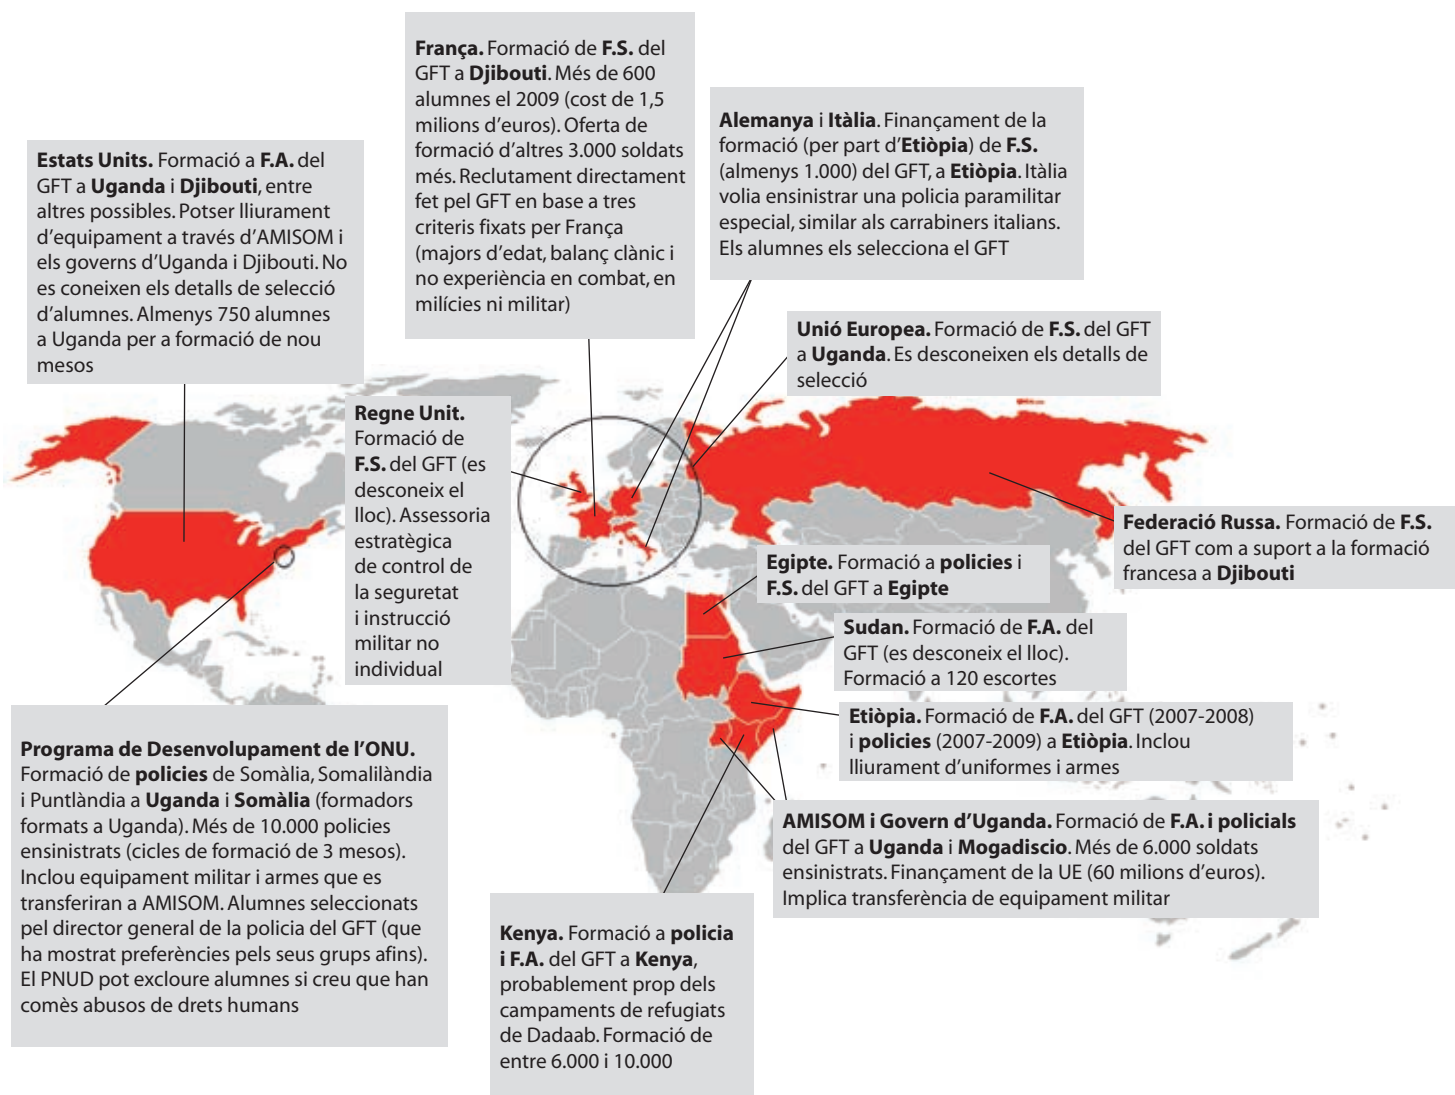 França. Formació de F.S. del
GFT a Djibouti. Més de 600
alumnes el 2009 (cost de 1,5
milions d’euros). Oferta de
formació d’altres 3.000 soldats
més. Reclutament directament
fet pel GFT en base a tres
criteris fixats per França
(majors d’edat, balanç clànic i
no experiència en combat, en
milícies ni militar)
Alemanya i Itàlia. Finançament de la
formació (per part d’Etiòpia) de F.S.
(almenys 1.000) del GFT, a Etiòpia. Itàlia
volia ensinistrar una policia paramilitar
especial, similar als carrabiners italians.
Els alumnes els selecciona el GFT
Estats Units. Formació a F.A. del
GFT a Uganda i Djibouti, entre
altres possibles. Potser lliurament
d’equipament a través d’AMISOM i
els governs d’Uganda i Djibouti. No
es coneixen els detalls de selecció
d’alumnes. Almenys 750 alumnes
a Uganda per a formació de nou
mesos
Unió Europea. Formació de F.S. del GFT
a Uganda. Es desconeixen els detalls de
selecció
Regne Unit.
Formació de
F.S. del GFT (es
desconeix el
lloc). Assessoria
estratègica
de control de
la seguretat
i instrucció
militar no
individual
Federació Russa. Formació de F.S.
del GFT com a suport a la formació
francesa a Djibouti
Egipte. Formació a policies i
F.S. del GFT a Egipte
Sudan. Formació de F.A. del
GFT (es desconeix el lloc).
Formació a 120 escortes
Etiòpia. Formació de F.A. del GFT (2007-2008)
i policies (2007-2009) a Etiòpia. Inclou
lliurament d’uniformes i armes
Programa de Desenvolupament de l’ONU.
Formació de policies de Somàlia, Somalilàndia
i Puntlàndia a Uganda i Somàlia (formadors
formats a Uganda). Més de 10.000 policies
ensinistrats (cicles de formació de 3 mesos).
Inclou equipament militar i armes que es
transferiran a AMISOM. Alumnes seleccionats
pel director general de la policia del GFT (que
ha mostrat preferències pels seus grups afins).
El PNUD pot excloure alumnes si creu que han
comès abusos de drets humans
AMISOM i Govern d’Uganda. Formació de F.A. i policials
del GFT a Uganda i Mogadiscio. Més de 6.000 soldats
ensinistrats. Finançament de la UE (60 milions d’euros).
Implica transferència de equipament militar
Kenya. Formació a policia
i F.A. del GFT a Kenya,
probablement prop dels
campaments de refugiats
de Dadaab. Formació de
entre 6.000 i 10.000